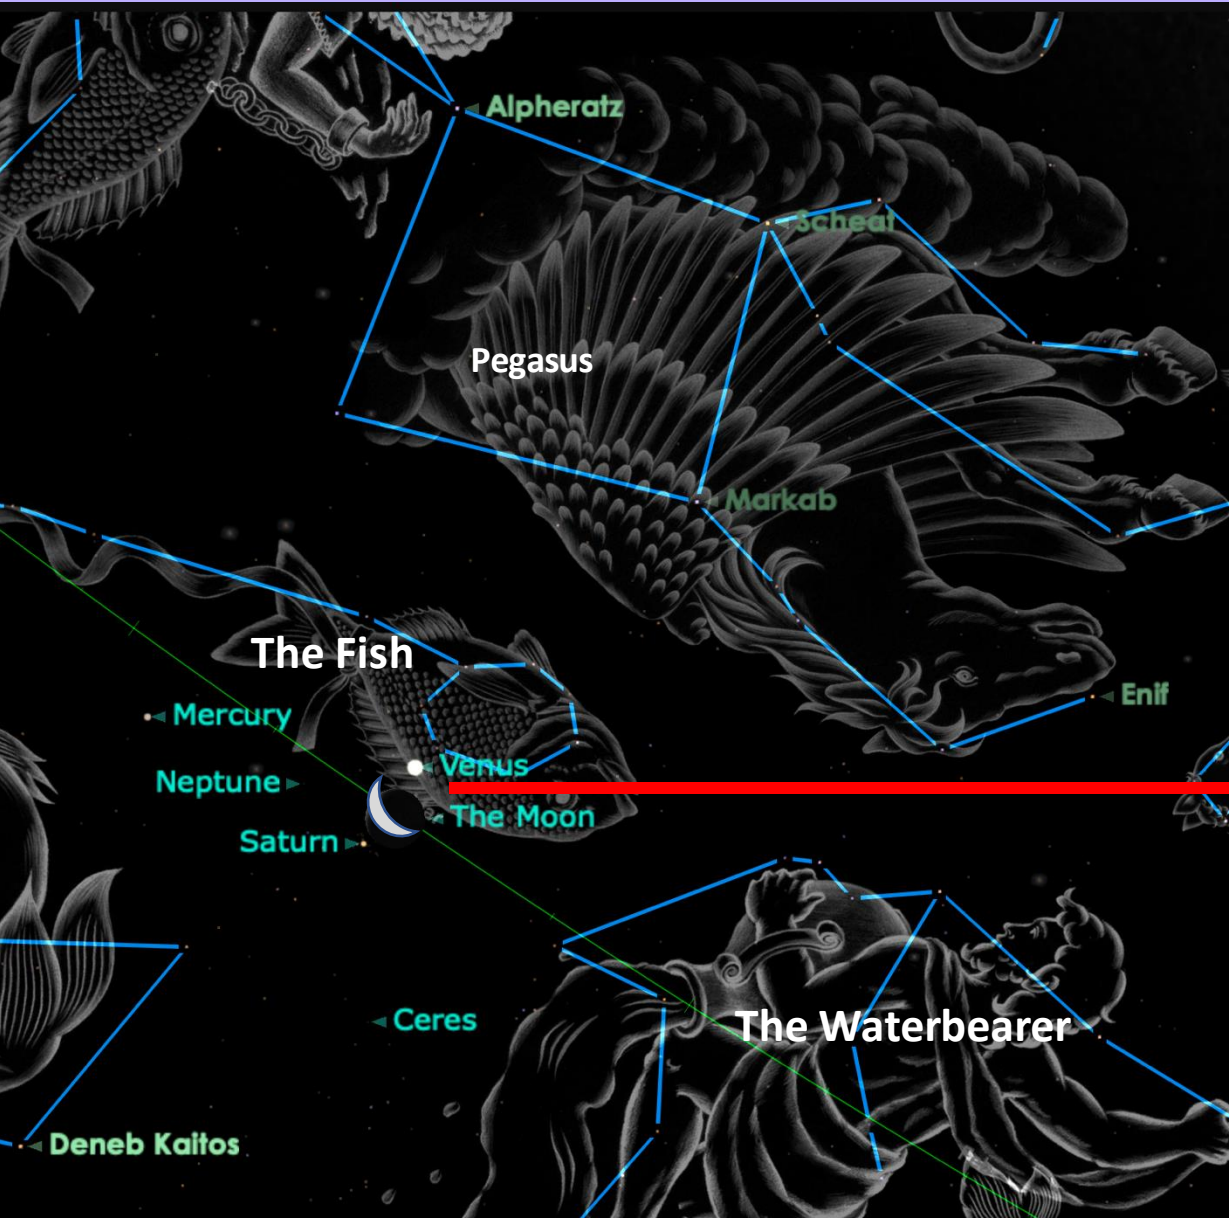 Alpheratz
Scheat
Pegasus
Markab
The Fish
Enif
Mercury
Venus
Neptune
The Moon
Saturn
Ceres
The Waterbearer
Deneb Kaitos